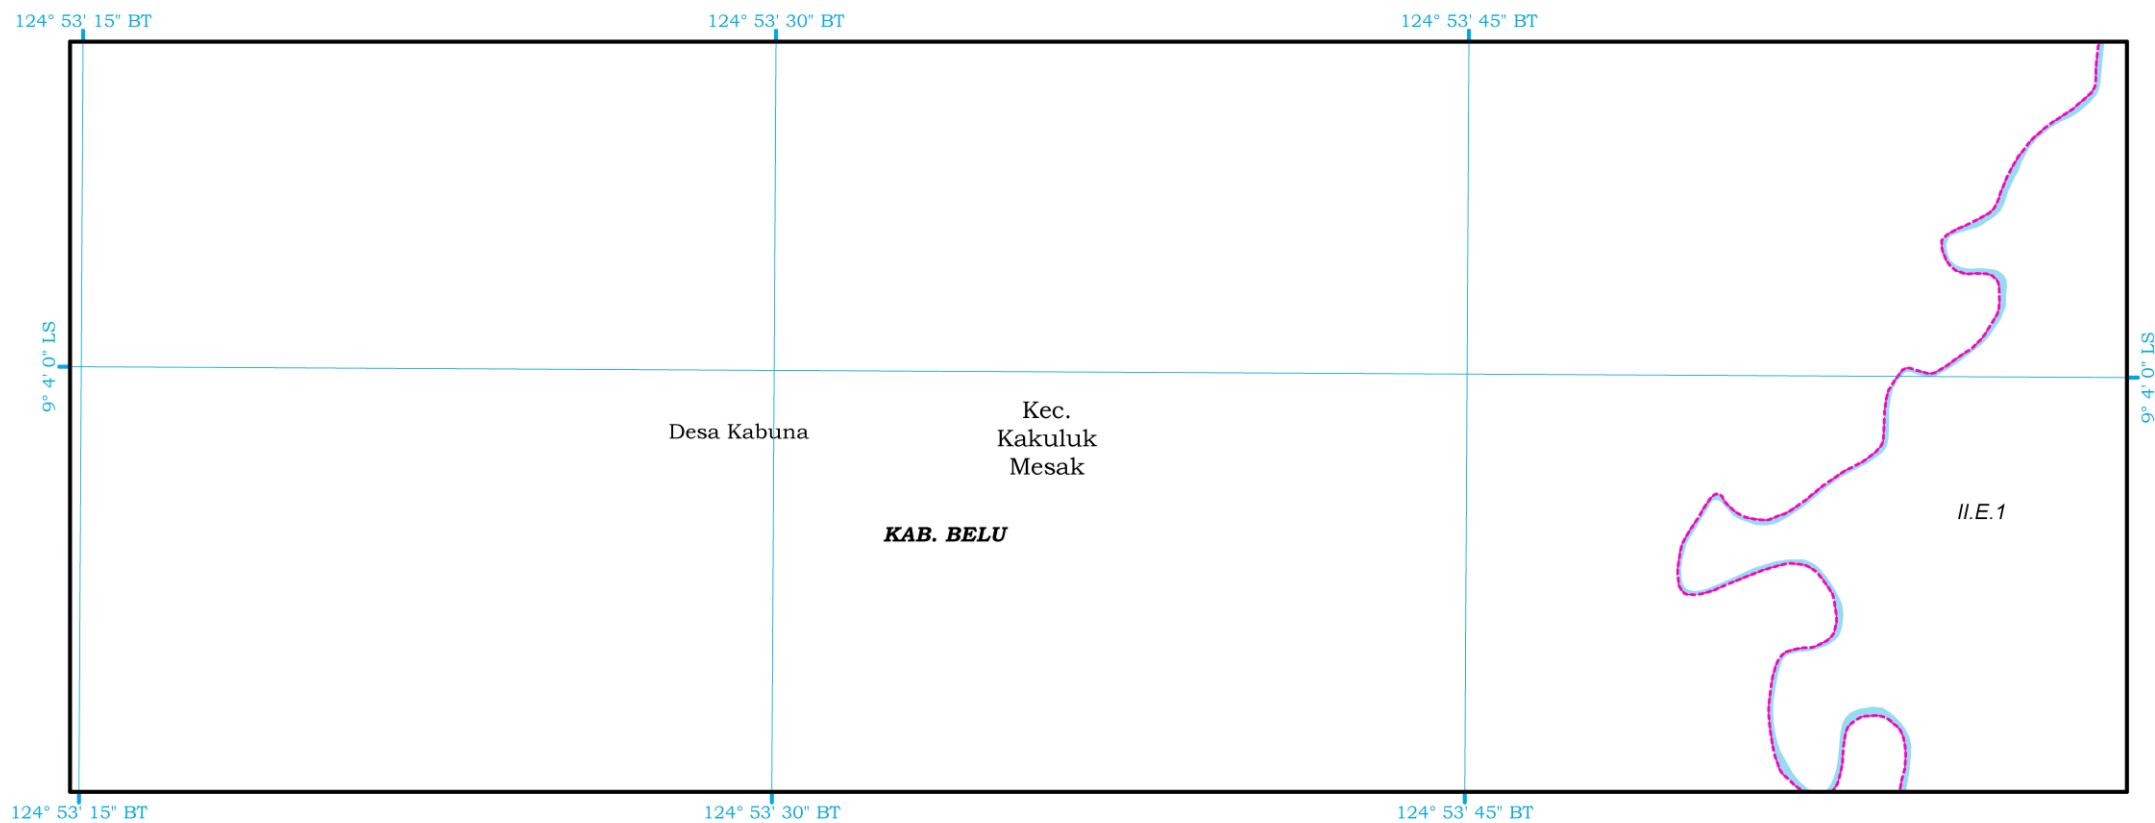 124° 53' 15" BT
124° 53' 30" BT
124° 53' 45" BT
9° 4' 0" LS
9° 4' 0" LS
Desa Kabuna
Kec.
Kakuluk
Mesak
KAB. BELU
II.E.1
124° 53' 15" BT
124° 53' 30" BT
124° 53' 45" BT